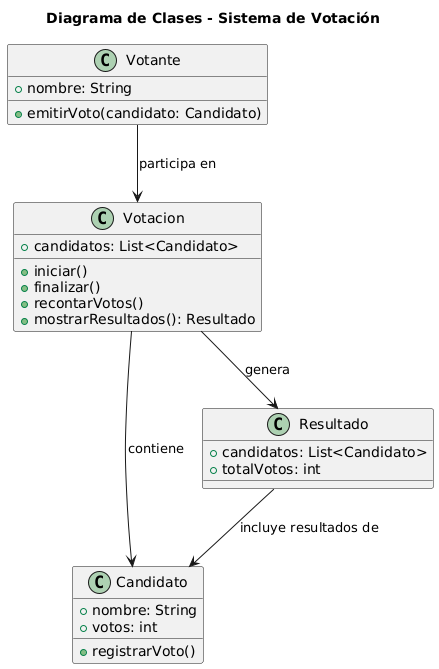 Diagrama de Clases - Sistema de Votación
C Votante
nombre: String
emitirVoto(candidato: Candidato)
participa en
C Votacion
candidatos: List<Candidato>
iniciar()
finalizar()
recontarVotos()
mostrarResultados(): Resultado
genera
C Resultado
candidatos: List<Candidato>
totalVotos: int
contiene
incluye resultados de
C Candidato
nombre: String
votos: int
registrarVoto()